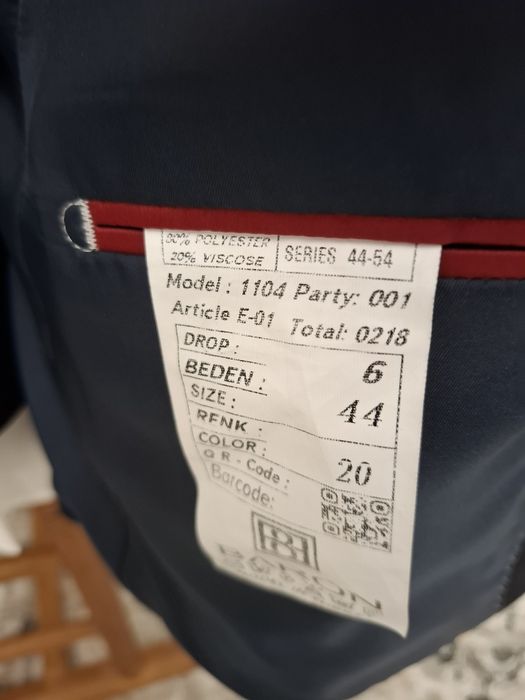 80% POLYESTER
20% VISCOSE
SERIES 44-54
Model : 1104 Party: 001
Article E-01 Total: 0218
DROP : 6
BEDEN :
SIZE : 44
RENK :
COLOR : 20
Q R - Code :
Barcode: